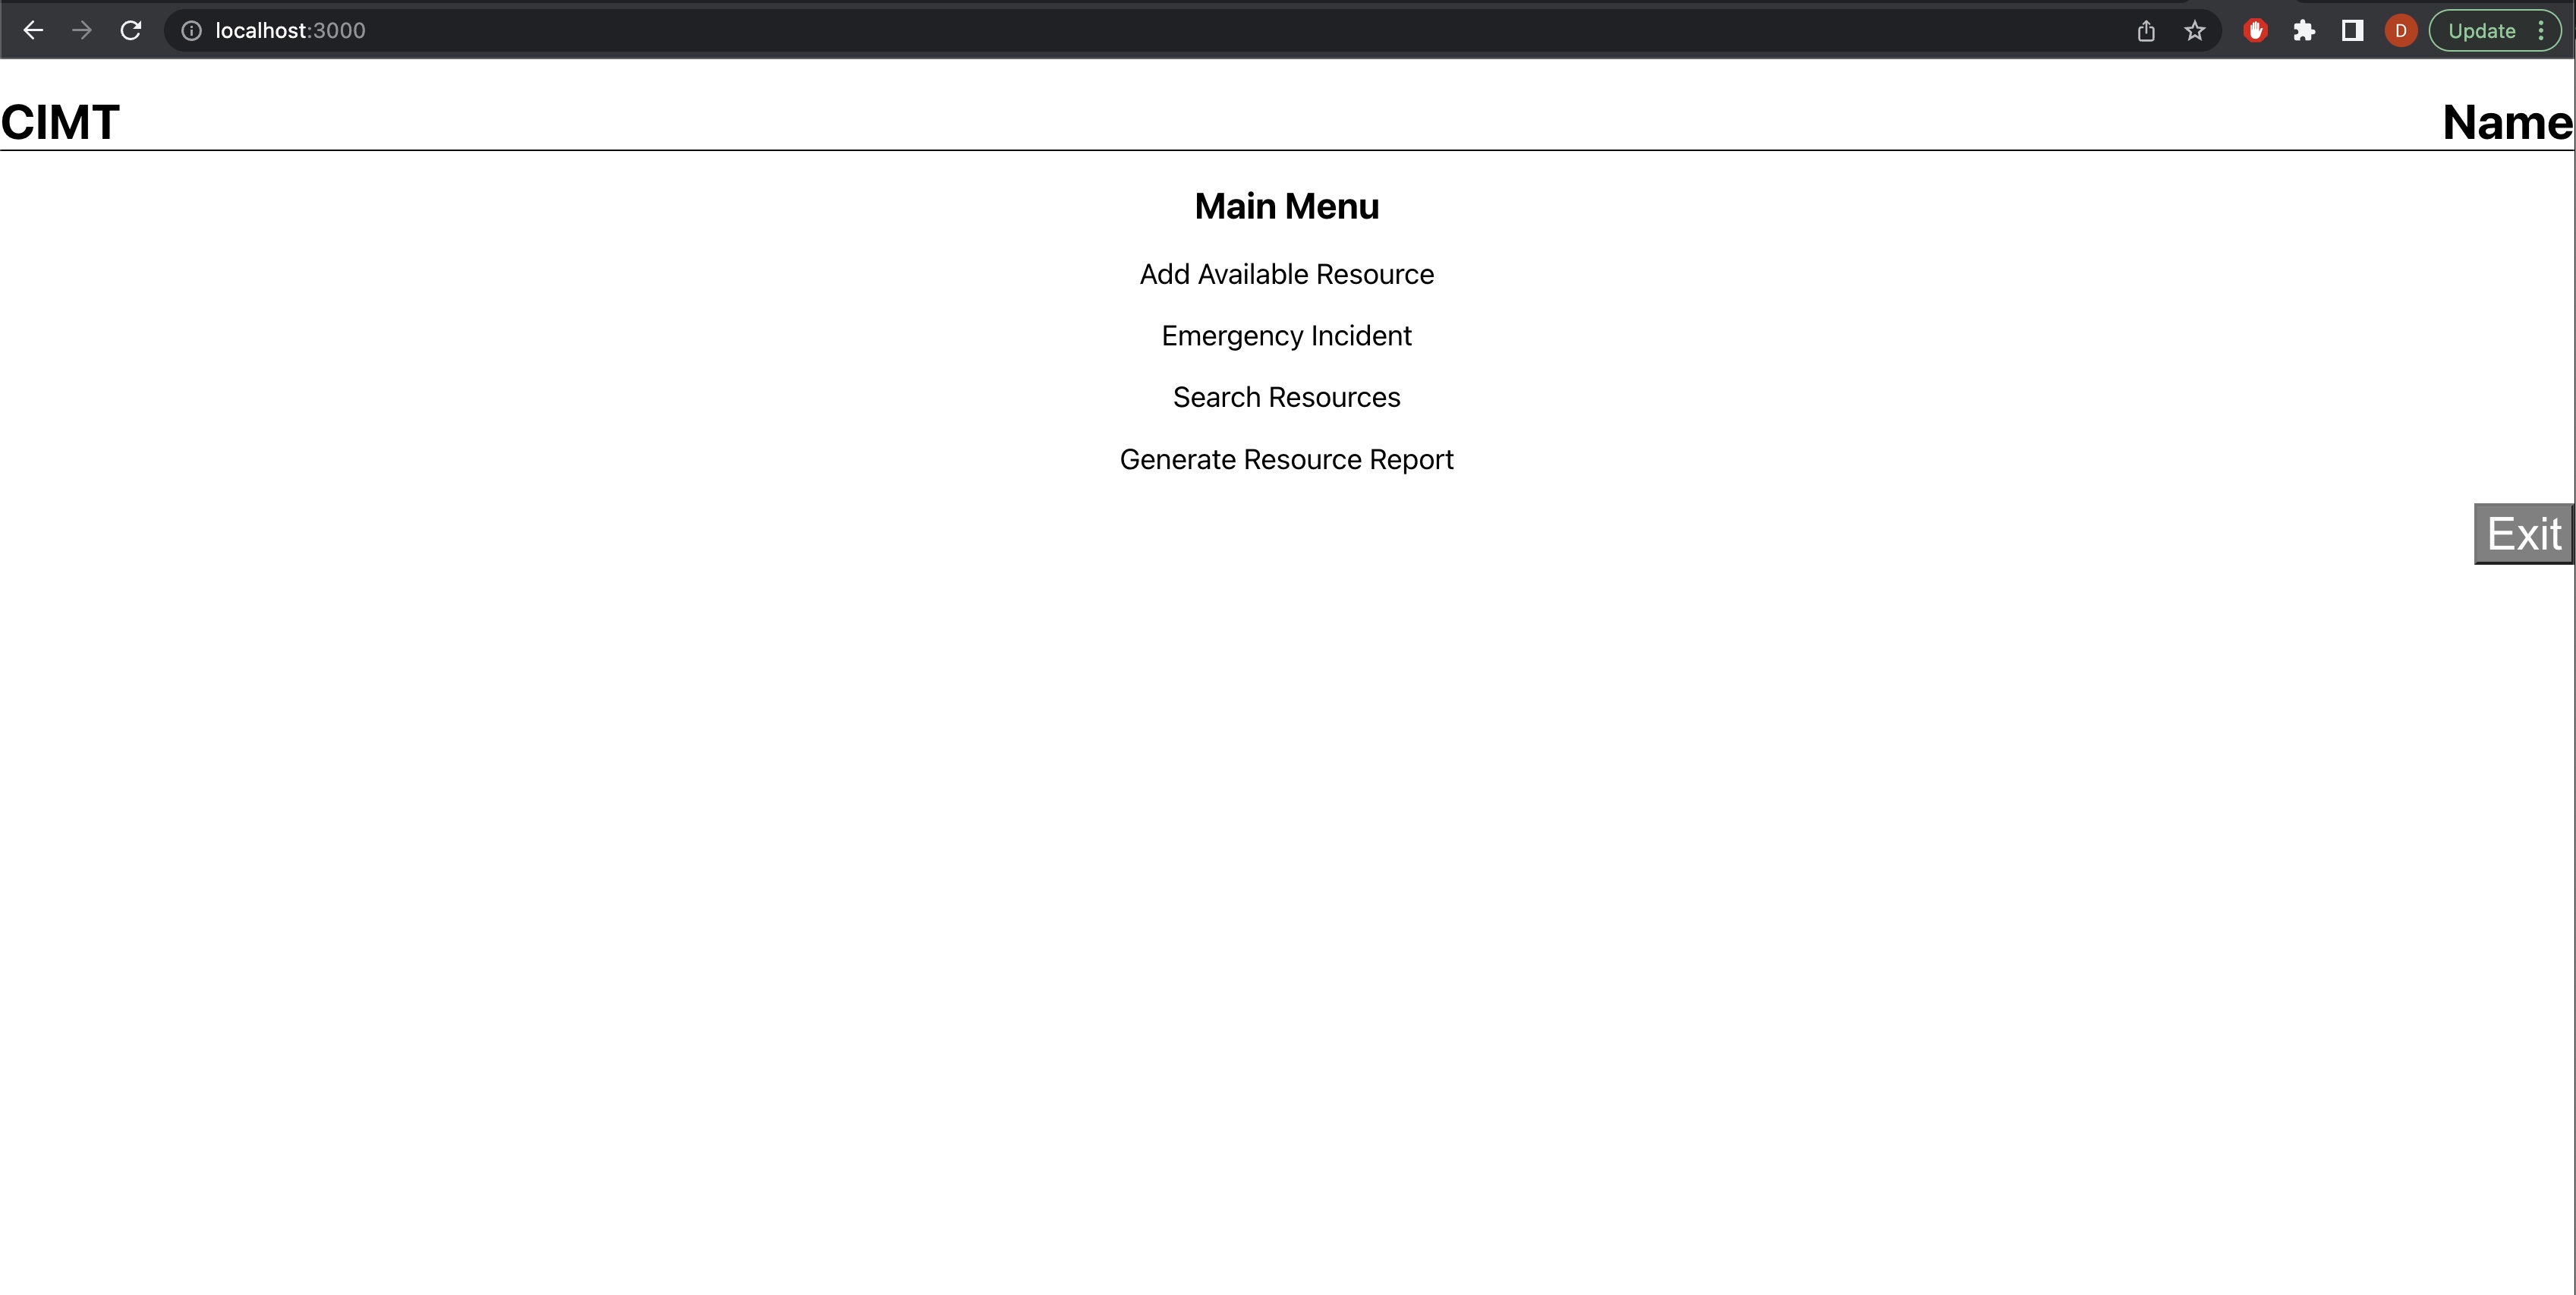 localhost:3000
D
Update
CIMT Name
Main Menu
Add Available Resource
Emergency Incident
Search Resources
Generate Resource Report
Exit